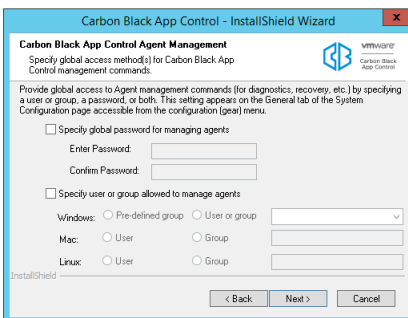 Carbon Black App Control - InstallShield Wizard
x
Carbon Black App Control Agent Management
Specify global access method(s) for Carbon Black App
Control management commands.
vmware
Carbon Black
App Control
Provide global access to Agent management commands (for diagnostics, recovery, etc.) by specifying
a user or group, a password, or both. This setting appears on the General tab of the System
Configuration page accessible from the configuration (gear) menu.
Specify global password for managing agents
Enter Password:
Confirm Password:
Specify user or group allowed to manage agents
Windows: Pre-defined group User or group
Mac: User Group
Linux: User Group
InstallShield
< Back Next > Cancel